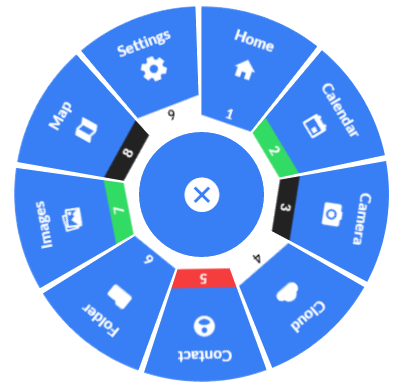 Home
1
Calendar
2
Camera
3
Cloud
4
Contact
5
Folder
6
Images
7
Map
8
Settings
9